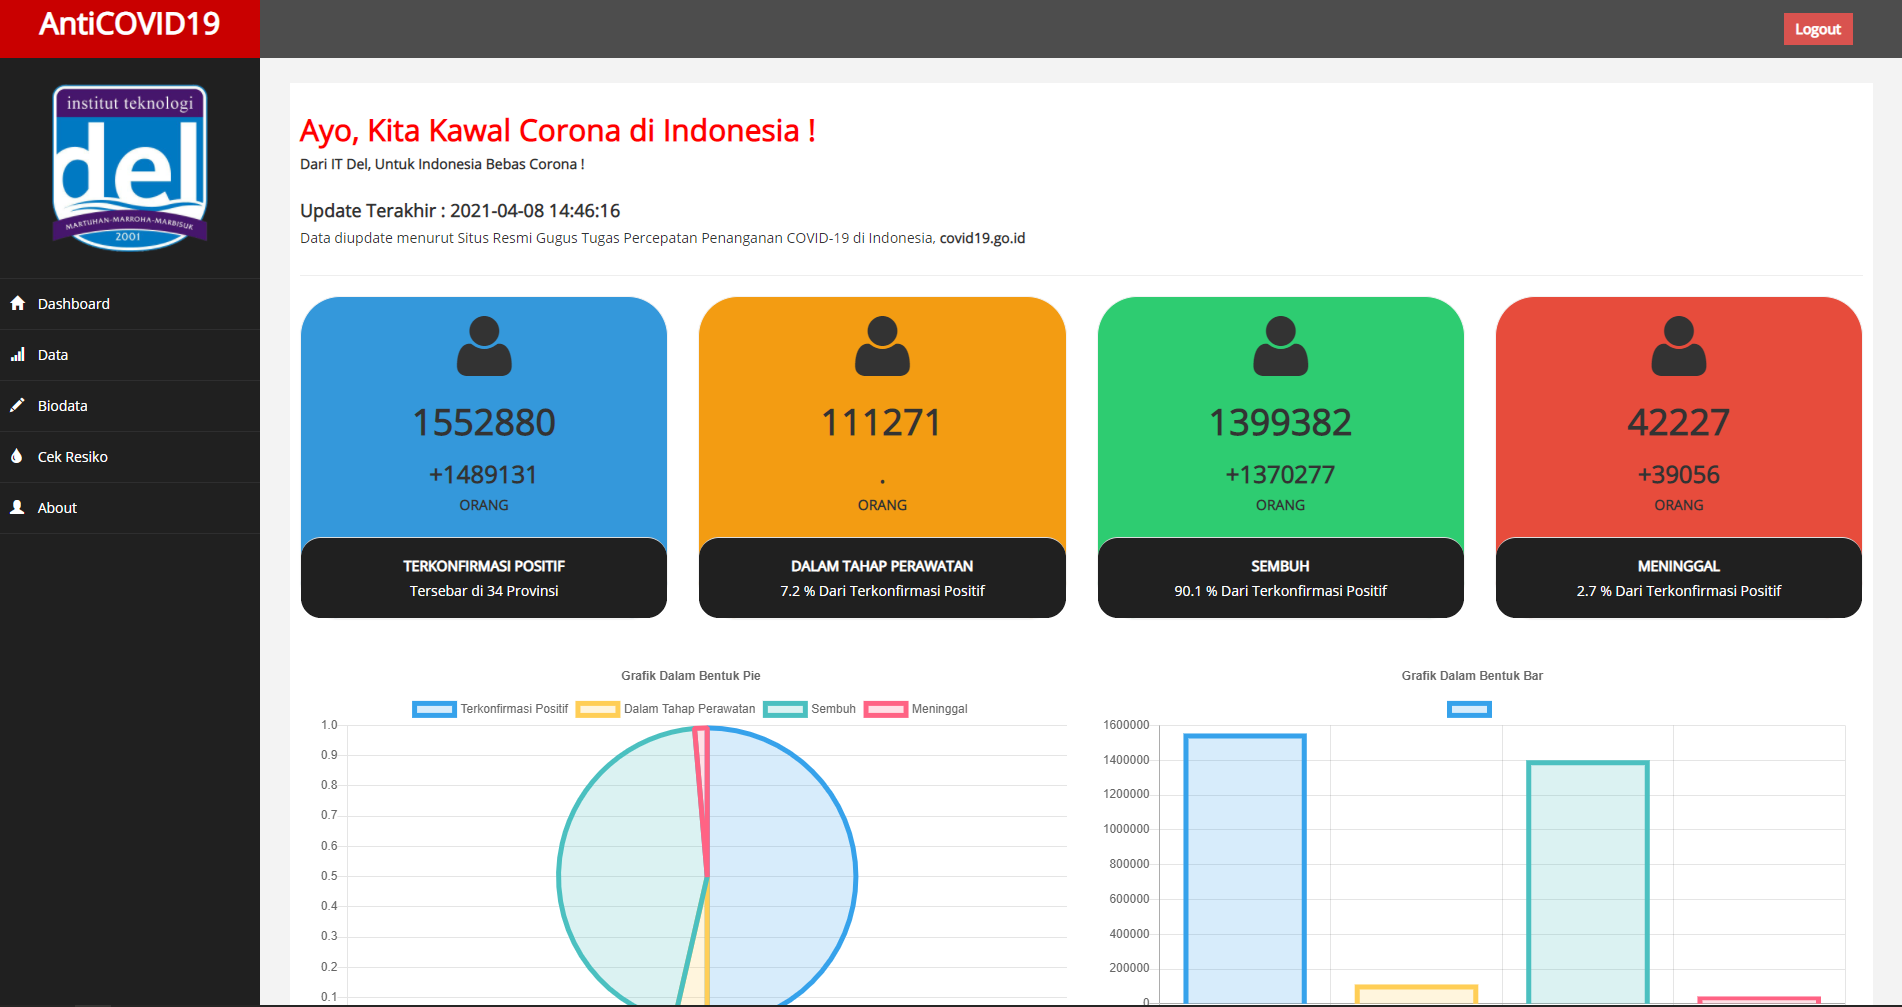 AntiCOVID19
Logout
institut teknologi
del
MARTUHAN-MARROHA-MARBISUK
2001
Dashboard
Data
Biodata
Cek Resiko
About
Ayo, Kita Kawal Corona di Indonesia !
Dari IT Del, Untuk Indonesia Bebas Corona !
Update Terakhir : 2021-04-08 14:46:16
Data diupdate menurut Situs Resmi Gugus Tugas Percepatan Penanganan COVID-19 di Indonesia, covid19.go.id
1552880
+1489131
ORANG
TERKONFIRMASI POSITIF
Tersebar di 34 Provinsi
111271
.
ORANG
DALAM TAHAP PERAWATAN
7.2 % Dari Terkonfirmasi Positif
1399382
+1370277
ORANG
SEMBUH
90.1 % Dari Terkonfirmasi Positif
42227
+39056
ORANG
MENINGGAL
2.7 % Dari Terkonfirmasi Positif
Grafik Dalam Bentuk Pie
Terkonfirmasi Positif Dalam Tahap Perawatan Sembuh Meninggal
1.0
0.9
0.8
0.7
0.6
0.5
0.4
0.3
0.2
0.1
Grafik Dalam Bentuk Bar
1600000
1400000
1200000
1000000
800000
600000
400000
200000
0